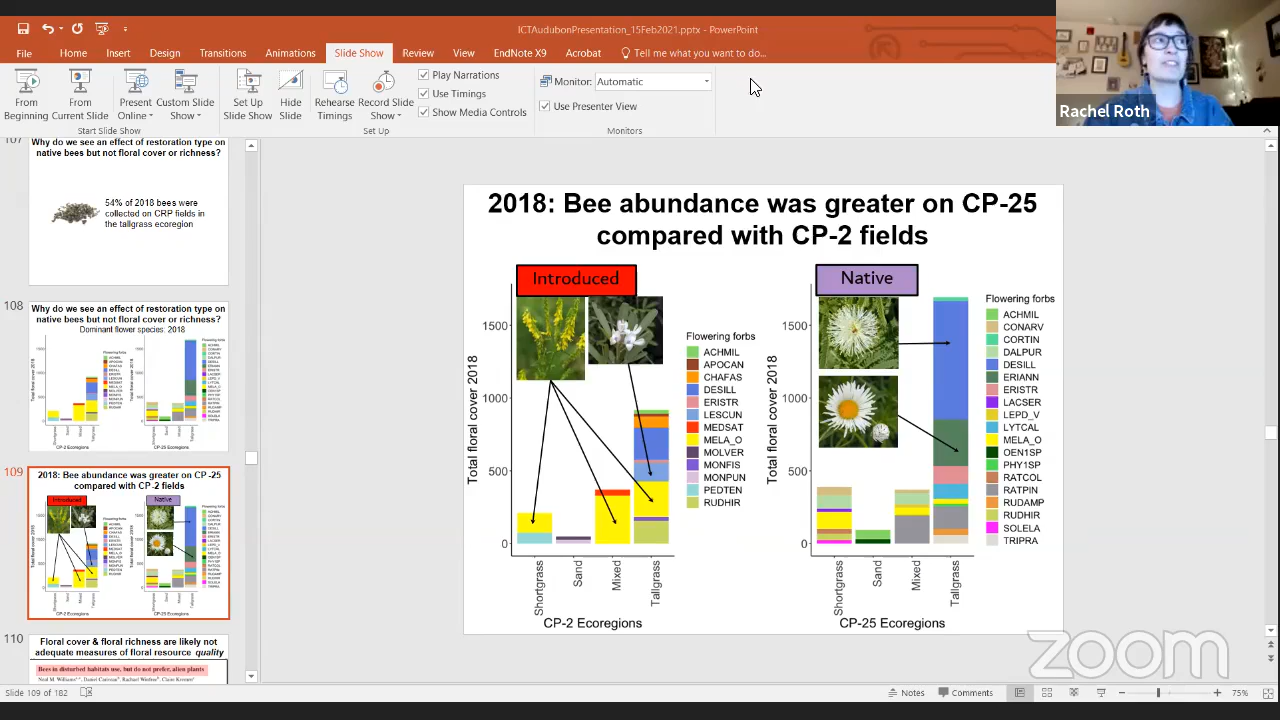 ICTAudubonPresentation_15Feb2021.pptx - PowerPoint
File Home Insert Design Transitions Animations Slide Show Review View EndNote X9 Acrobat Tell me what you want to do...
From Beginning
From Current Slide
Present Online
Custom Slide Show
Set Up Slide Show
Hide Slide
Rehearse Timings
Record Slide Show
Play Narrations
Use Timings
Show Media Controls
Monitor: Automatic
Use Presenter View
Start Slide Show
Set Up
Monitors
Rachel Roth
107
Why do we see an effect of restoration type on
native bees but not floral cover or richness?
54% of 2018 bees were
collected on CRP fields in
the tallgrass ecoregion
108
Why do we see an effect of restoration type on
native bees but not floral cover or richness?
Dominant flower species: 2018
CP-2 Ecoregions
CP-25 Ecoregions
109
2018: Bee abundance was greater on CP-25
compared with CP-2 fields
Introduced
Native
CP-2 Ecoregions
CP-25 Ecoregions
110
Floral cover & floral richness are likely not
adequate measures of floral resource quality
Bees in disturbed habitats use, but do not prefer, alien plants
2018: Bee abundance was greater on CP-25
compared with CP-2 fields
Introduced
Total floral cover 2018
1500
1000
500
0
Shortgrass
Sand
Mixed
Tallgrass
CP-2 Ecoregions
Flowering forbs
ACHMIL
APOCAN
CHAFAS
DESILL
ERISTR
LESCUN
MEDSAT
MELA_O
MOLVER
MONFIS
MONPUN
PEDTEN
RUDHIR
Native
Total floral cover 2018
1500
1000
500
0
Shortgrass
Sand
Mixed
Tallgrass
CP-25 Ecoregions
Flowering forbs
ACHMIL
CONARV
CORTIN
DALPUR
DESILL
ERIANN
ERISTR
LACSER
LEPD_V
LYTCAL
MELA_O
OEN1SP
PHY1SP
RATCOL
RATPIN
RUDAMP
RUDHIR
SOLELA
TRIPRA
zoom
Slide 109 of 182
Notes
Comments
75%